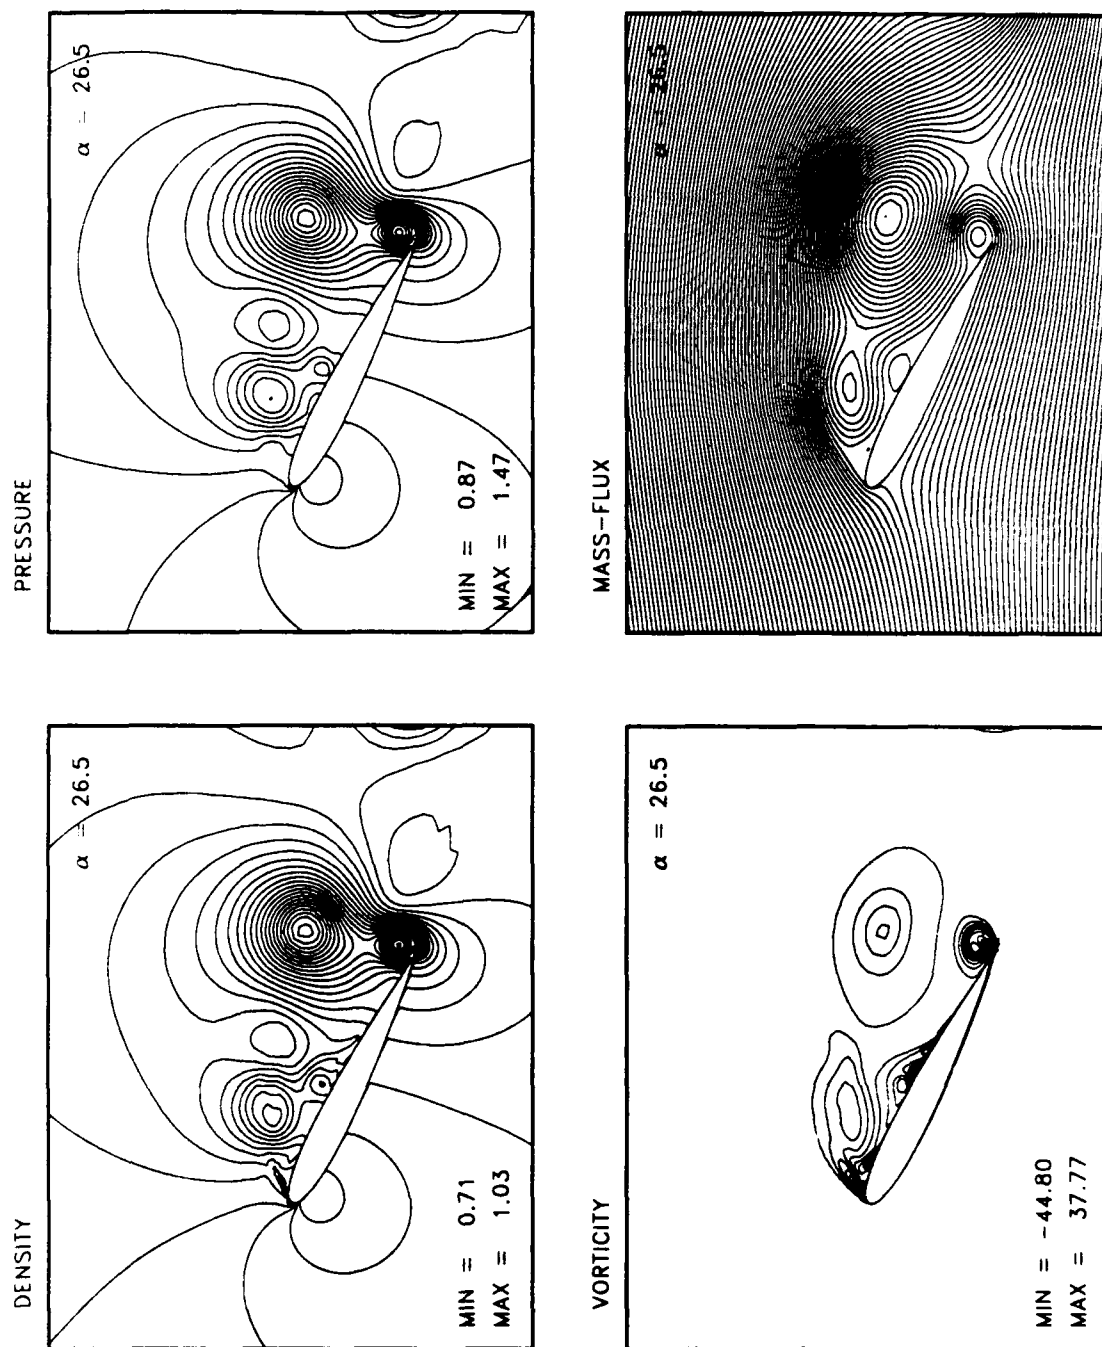 DENSITY
α = 26.5
MIN = 0.71
MAX = 1.03
PRESSURE
α = 26.5
MIN = 0.87
MAX = 1.47
VORTICITY
α = 26.5
MIN = -44.80
MAX = 37.77
MASS-FLUX
α = 26.5